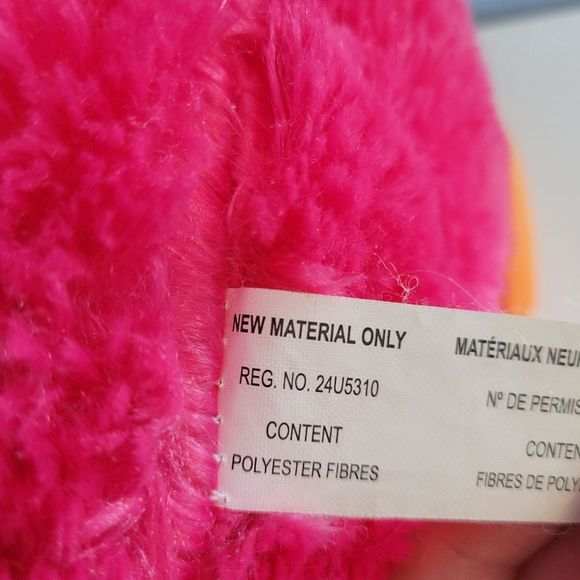 NEW MATERIAL ONLY
REG. NO. 24U5310
CONTENT
POLYESTER FIBRES
MATÉRIAUX
Nº DE
FIBRES DE